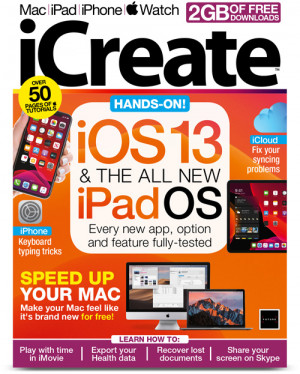 Mac|iPad|iPhone| Watch
2GB OF FREE
DOWNLOADS
iCreate
OVER
50
PAGES OF
TUTORIALS
HANDS-ON!
iOS 13
& THE ALL NEW
iPadOS
Every new app, option
and feature fully-tested
iCloud
Fix your
syncing
problems
iPhone
Keyboard
typing tricks
SPEED UP
YOUR MAC
Make your Mac feel like
it's brand new for free!
LEARN HOW TO:
Play with time
in iMovie
Export your
Health data
Recover lost
documents
Share your
screen on Skype